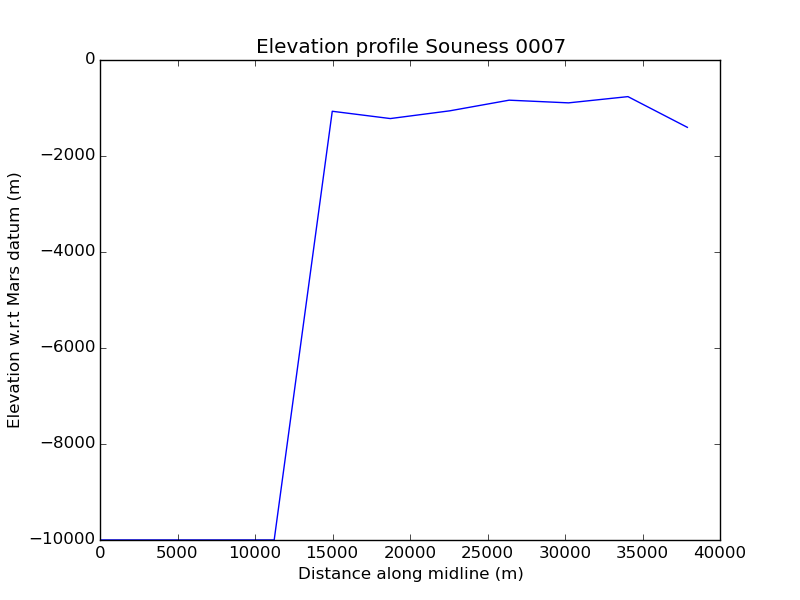 Elevation profile Souness 0007
0
−2000
−4000
−6000
−8000
−10000
Elevation w.r.t Mars datum (m)
0 5000 10000 15000 20000 25000 30000 35000 40000
Distance along midline (m)